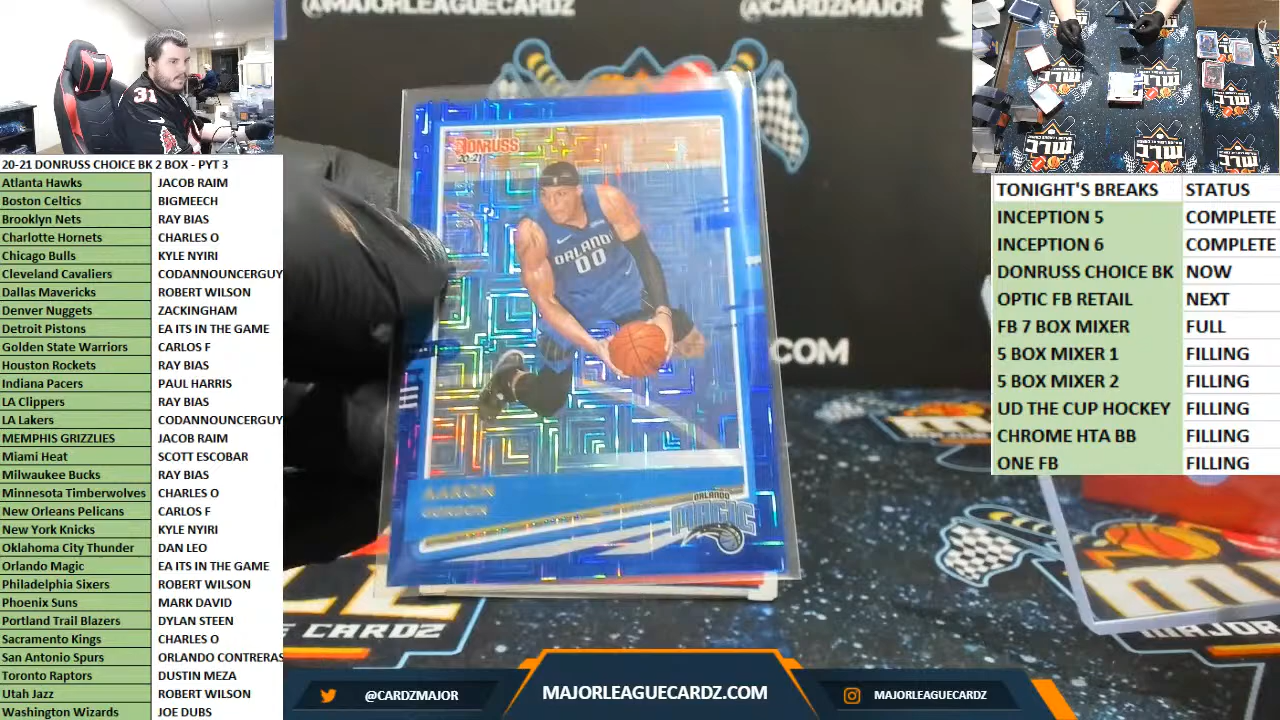 @MAJORLEAGUECARDZ
@CARDZMAJOR
31
20-21 DONRUSS CHOICE BK 2 BOX - PYT 3
Atlanta Hawks JACOB RAIM
Boston Celtics BIGMEECH
Brooklyn Nets RAY BIAS
Charlotte Hornets CHARLES O
Chicago Bulls KYLE NYIRI
Cleveland Cavaliers CODANNOUNCERGUY
Dallas Mavericks ROBERT WILSON
Denver Nuggets ZACKINGHAM
Detroit Pistons EA ITS IN THE GAME
Golden State Warriors CARLOS F
Houston Rockets RAY BIAS
Indiana Pacers PAUL HARRIS
LA Clippers RAY BIAS
LA Lakers CODANNOUNCERGUY
MEMPHIS GRIZZLIES JACOB RAIM
Miami Heat SCOTT ESCOBAR
Milwaukee Bucks RAY BIAS
Minnesota Timberwolves CHARLES O
New Orleans Pelicans CARLOS F
New York Knicks KYLE NYIRI
Oklahoma City Thunder DAN LEO
Orlando Magic EA ITS IN THE GAME
Philadelphia Sixers ROBERT WILSON
Phoenix Suns MARK DAVID
Portland Trail Blazers DYLAN STEEN
Sacramento Kings CHARLES O
San Antonio Spurs ORLANDO CONTRERAS
Toronto Raptors DUSTIN MEZA
Utah Jazz ROBERT WILSON
Washington Wizards JOE DUBS
DONRUSS
20-21
ORLANDO
00
AARON
GORDON
ORLANDO
MAGIC
COM
E CARDZ
MAJOR
TONIGHT'S BREAKS STATUS
INCEPTION 5 COMPLETE
INCEPTION 6 COMPLETE
DONRUSS CHOICE BK NOW
OPTIC FB RETAIL NEXT
FB 7 BOX MIXER FULL
5 BOX MIXER 1 FILLING
5 BOX MIXER 2 FILLING
UD THE CUP HOCKEY FILLING
CHROME HTA BB FILLING
ONE FB FILLING
@CARDZMAJOR
MAJORLEAGUECARDZ.COM
MAJORLEAGUECARDZ